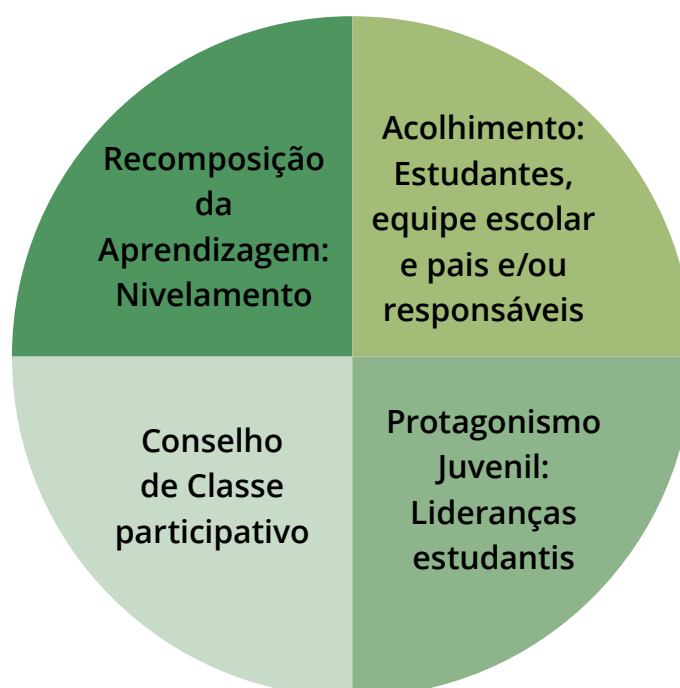 Recomposição
da
Aprendizagem:
Nivelamento
Acolhimento:
Estudantes,
equipe escolar
e pais e/ou
responsáveis
Conselho
de Classe
participativo
Protagonismo
Juvenil:
Lideranças
estudantis